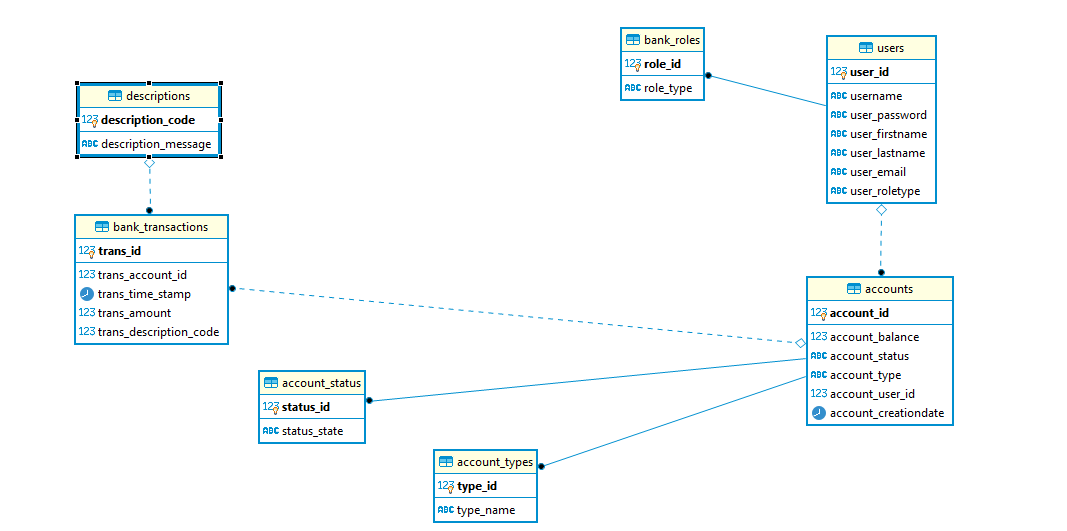 bank_roles
123 role_id
ABC role_type
users
123 user_id
ABC username
ABC user_password
ABC user_firstname
ABC user_lastname
ABC user_email
ABC user_roletype
descriptions
123 description_code
ABC description_message
bank_transactions
123 trans_id
123 trans_account_id
trans_time_stamp
123 trans_amount
123 trans_description_code
accounts
123 account_id
123 account_balance
ABC account_status
ABC account_type
123 account_user_id
account_creationdate
account_status
123 status_id
ABC status_state
account_types
123 type_id
ABC type_name